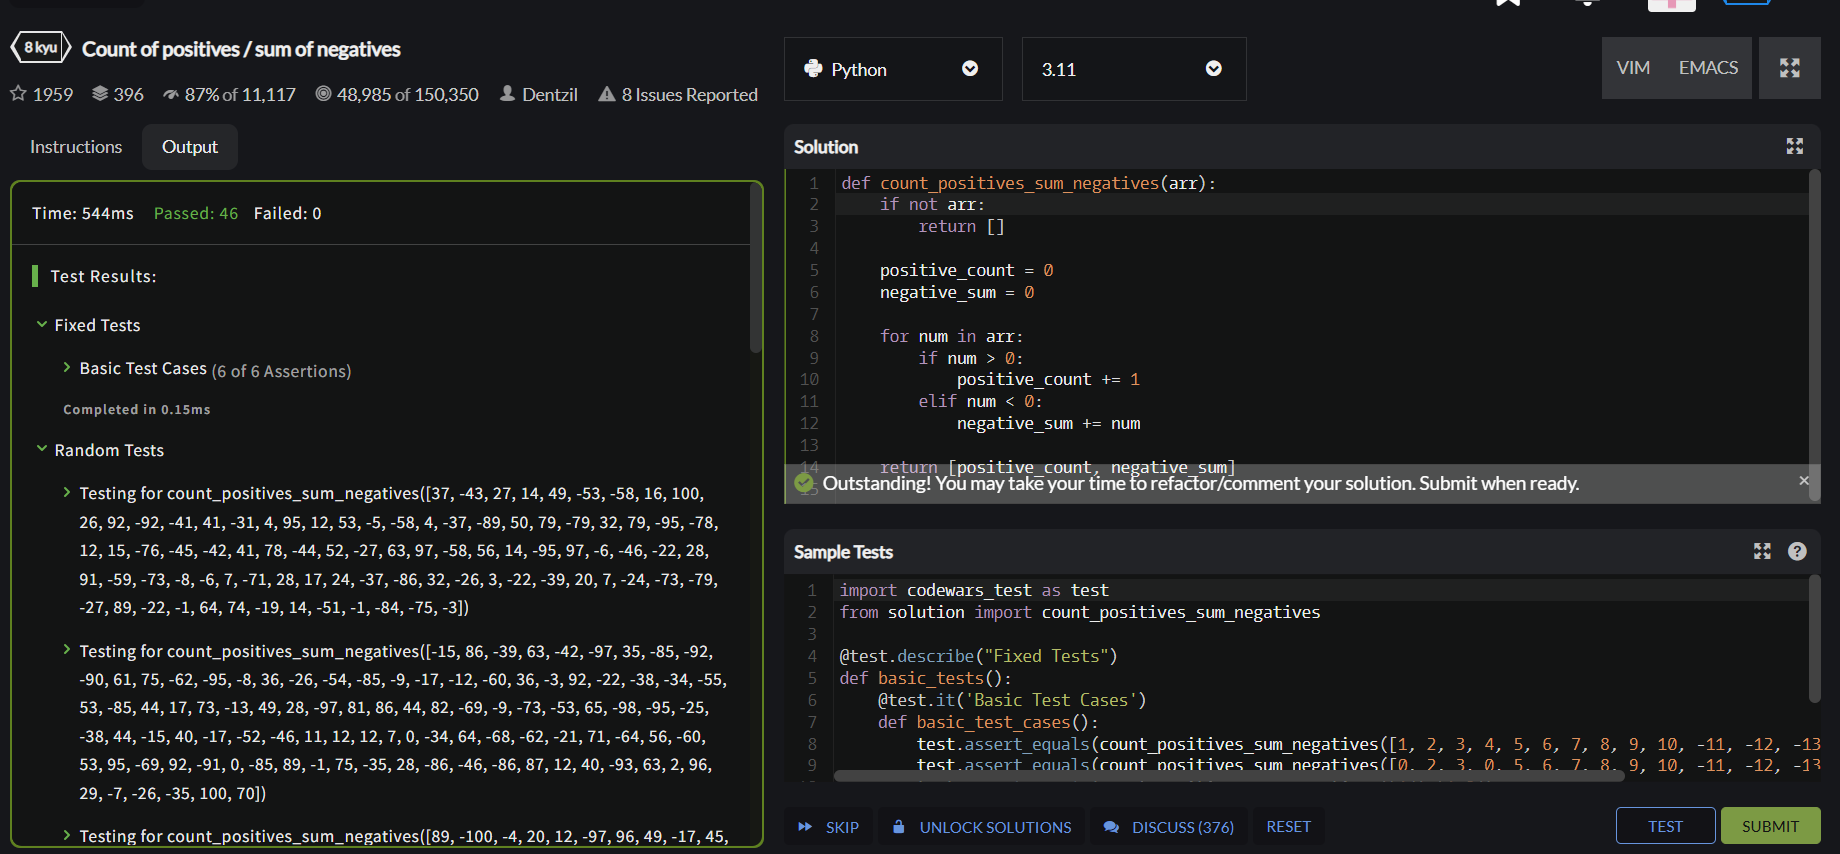 8 kyu
Count of positives / sum of negatives
1959 396 87% of 11,117 48,985 of 150,350 Dentzil 8 Issues Reported
Instructions
Output
Time: 544ms Passed: 46 Failed: 0
Test Results:
Fixed Tests
Basic Test Cases (6 of 6 Assertions)
Completed in 0.15ms
Random Tests
Testing for count_positives_sum_negatives([37, -43, 27, 14, 49, -53, -58, 16, 100,
26, 92, -92, -41, 41, -31, 4, 95, 12, 53, -5, -58, 4, -37, -89, 50, 79, -79, 32, 79, -95, -78,
12, 15, -76, -45, -42, 41, 78, -44, 52, -27, 63, 97, -58, 56, 14, -95, 97, -6, -46, -22, 28,
91, -59, -73, -8, -6, 7, -71, 28, 17, 24, -37, -86, 32, -26, 3, -22, -39, 20, 7, -24, -73, -79,
-27, 89, -22, -1, 64, 74, -19, 14, -51, -1, -84, -75, -3])
Testing for count_positives_sum_negatives([-15, 86, -39, 63, -42, -97, 35, -85, -92,
-90, 61, 75, -62, -95, -8, 36, -26, -54, -85, -9, -17, -12, -60, 36, -3, 92, -22, -38, -34, -55,
53, -85, 44, 17, 73, -13, 49, 28, -97, 81, 86, 44, 82, -69, -9, -73, -53, 65, -98, -95, -25,
-38, 44, -15, 40, -17, -52, -46, 11, 12, 12, 7, 0, -34, 64, -68, -62, -21, 71, -64, 56, -60,
53, 95, -69, 92, -91, 0, -85, 89, -1, 75, -35, 28, -86, -46, -86, 87, 12, 40, -93, 63, 2, 96,
29, -7, -26, -35, 100, 70])
Testing for count_positives_sum_negatives([89, -100, -4, 20, 12, -97, 96, 49, -17, 45,
Python
3.11
VIM EMACS
Solution
1 def count_positives_sum_negatives(arr):
2 if not arr:
3 return []
4
5 positive_count = 0
6 negative_sum = 0
7
8 for num in arr:
9 if num > 0:
10 positive_count += 1
11 elif num < 0:
12 negative_sum += num
13
14 return [positive_count, negative_sum]
15
Outstanding! You may take your time to refactor/comment your solution. Submit when ready.
Sample Tests
1 import codewars_test as test
2 from solution import count_positives_sum_negatives
3
4 @test.describe("Fixed Tests")
5 def basic_tests():
6 @test.it('Basic Test Cases')
7 def basic_test_cases():
8 test.assert_equals(count_positives_sum_negatives([1, 2, 3, 4, 5, 6, 7, 8, 9, 10, -11, -12, -13
9 test.assert_equals(count_positives_sum_negatives([0, 2, 3, 0, 5, 6, 7, 8, 9, 10, -11, -12, -13
SKIP
UNLOCK SOLUTIONS
DISCUSS (376)
RESET
TEST
SUBMIT